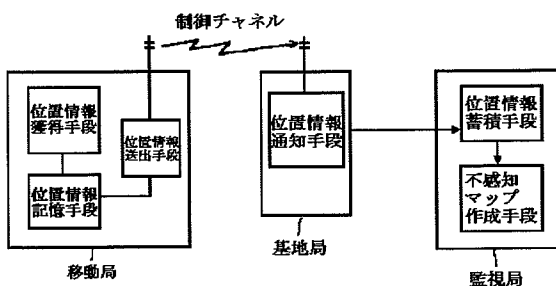 制御チャネル
位置情報
獲得手段
位置情報
記憶手段
位置情報
送出手段
移動局
位置情報
通知手段
基地局
位置情報
蓄積手段
不感知
マップ
作成手段
監視局